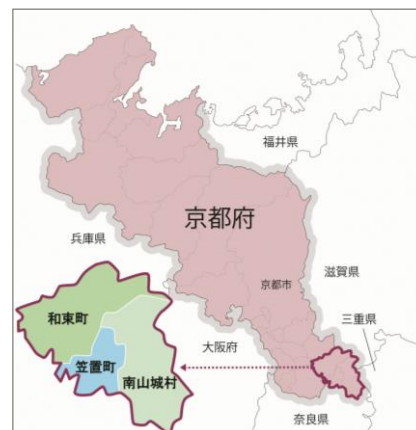 福井県
京都府
兵庫県
滋賀県
京都市
三重県
和束町
大阪府
笠置町
南山城村
奈良県